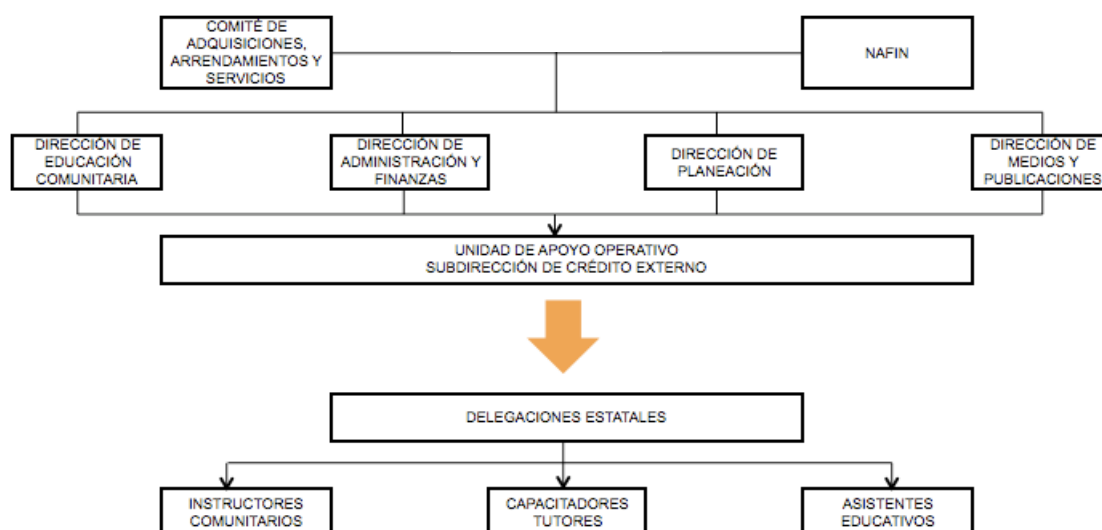 COMITÉ DE
ADQUISICIONES,
ARRENDAMIENTOS Y
SERVICIOS
NAFIN
DIRECCIÓN DE
EDUCACIÓN
COMUNITARIA
DIRECCIÓN DE
ADMINISTRACIÓN Y
FINANZAS
DIRECCIÓN DE
PLANEACIÓN
DIRECCIÓN DE
MEDIOS Y
PUBLICACIONES
UNIDAD DE APOYO OPERATIVO
SUBDIRECCIÓN DE CRÉDITO EXTERNO
DELEGACIONES ESTATALES
INSTRUCTORES
COMUNITARIOS
CAPACITADORES
TUTORES
ASISTENTES
EDUCATIVOS